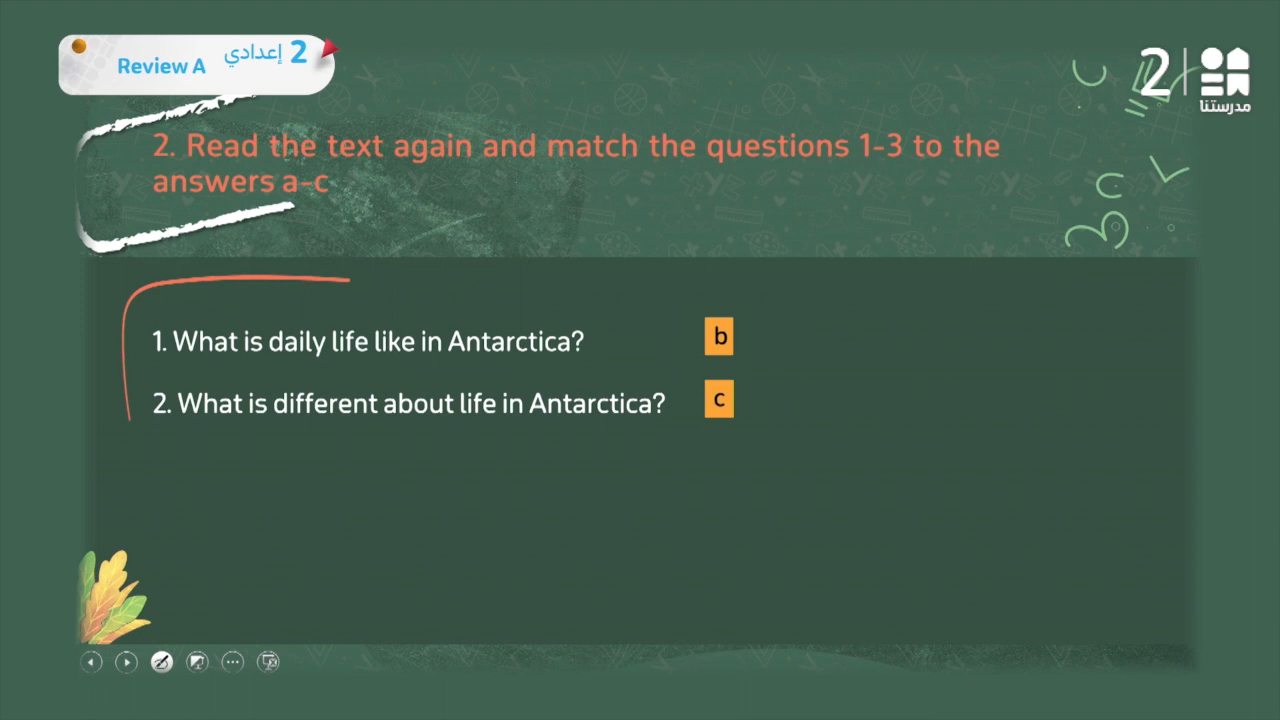 2 إعدادي
Review A
2
مدرستنا
2. Read the text again and match the questions 1-3 to the
answers a-c
1. What is daily life like in Antarctica?
b
2. What is different about life in Antarctica?
c